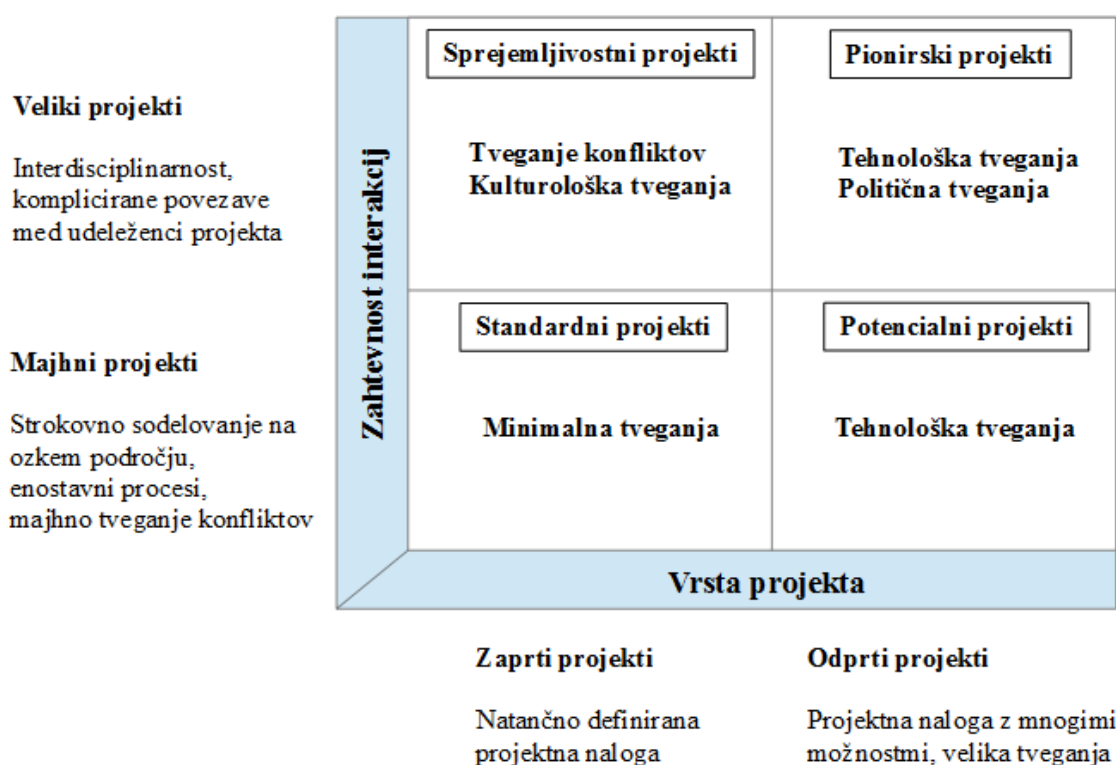 Sprejemljivostni projekti
Pionirski projekti
Veliki projekti
Interdisciplinarnost,
komplicirane povezave
med udeleženci projekta
Zahtevnost interakcij
Tveganje konfliktov
Kulturološka tveganja
Tehnološka tveganja
Politična tveganja
Standardni projekti
Potencialni projekti
Majhni projekti
Strokovno sodelovanje na
ozkem področju,
enostavni procesi,
majhno tveganje konfliktov
Minimalna tveganja
Tehnološka tveganja
Vrsta projekta
Zaprti projekti
Natančno definirana
projektna naloga
Odprti projekti
Projektna naloga z mnogimi
možnostmi, velika tveganja